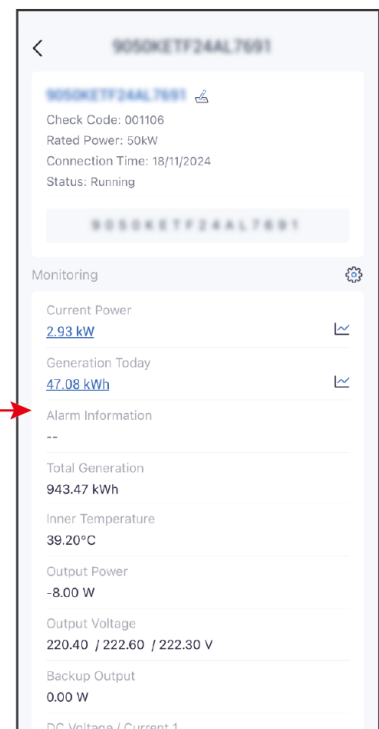 Check Code: 001106
Rated Power: 50kW
Connection Time: 18/11/2024
Status: Running
Monitoring
Current Power
2.93 kW
Generation Today
47.08 kWh
Alarm Information
--
Total Generation
943.47 kWh
Inner Temperature
39.20°C
Output Power
-8.00 W
Output Voltage
220.40 / 222.60 / 222.30 V
Backup Output
0.00 W
DC Voltage / Current 1